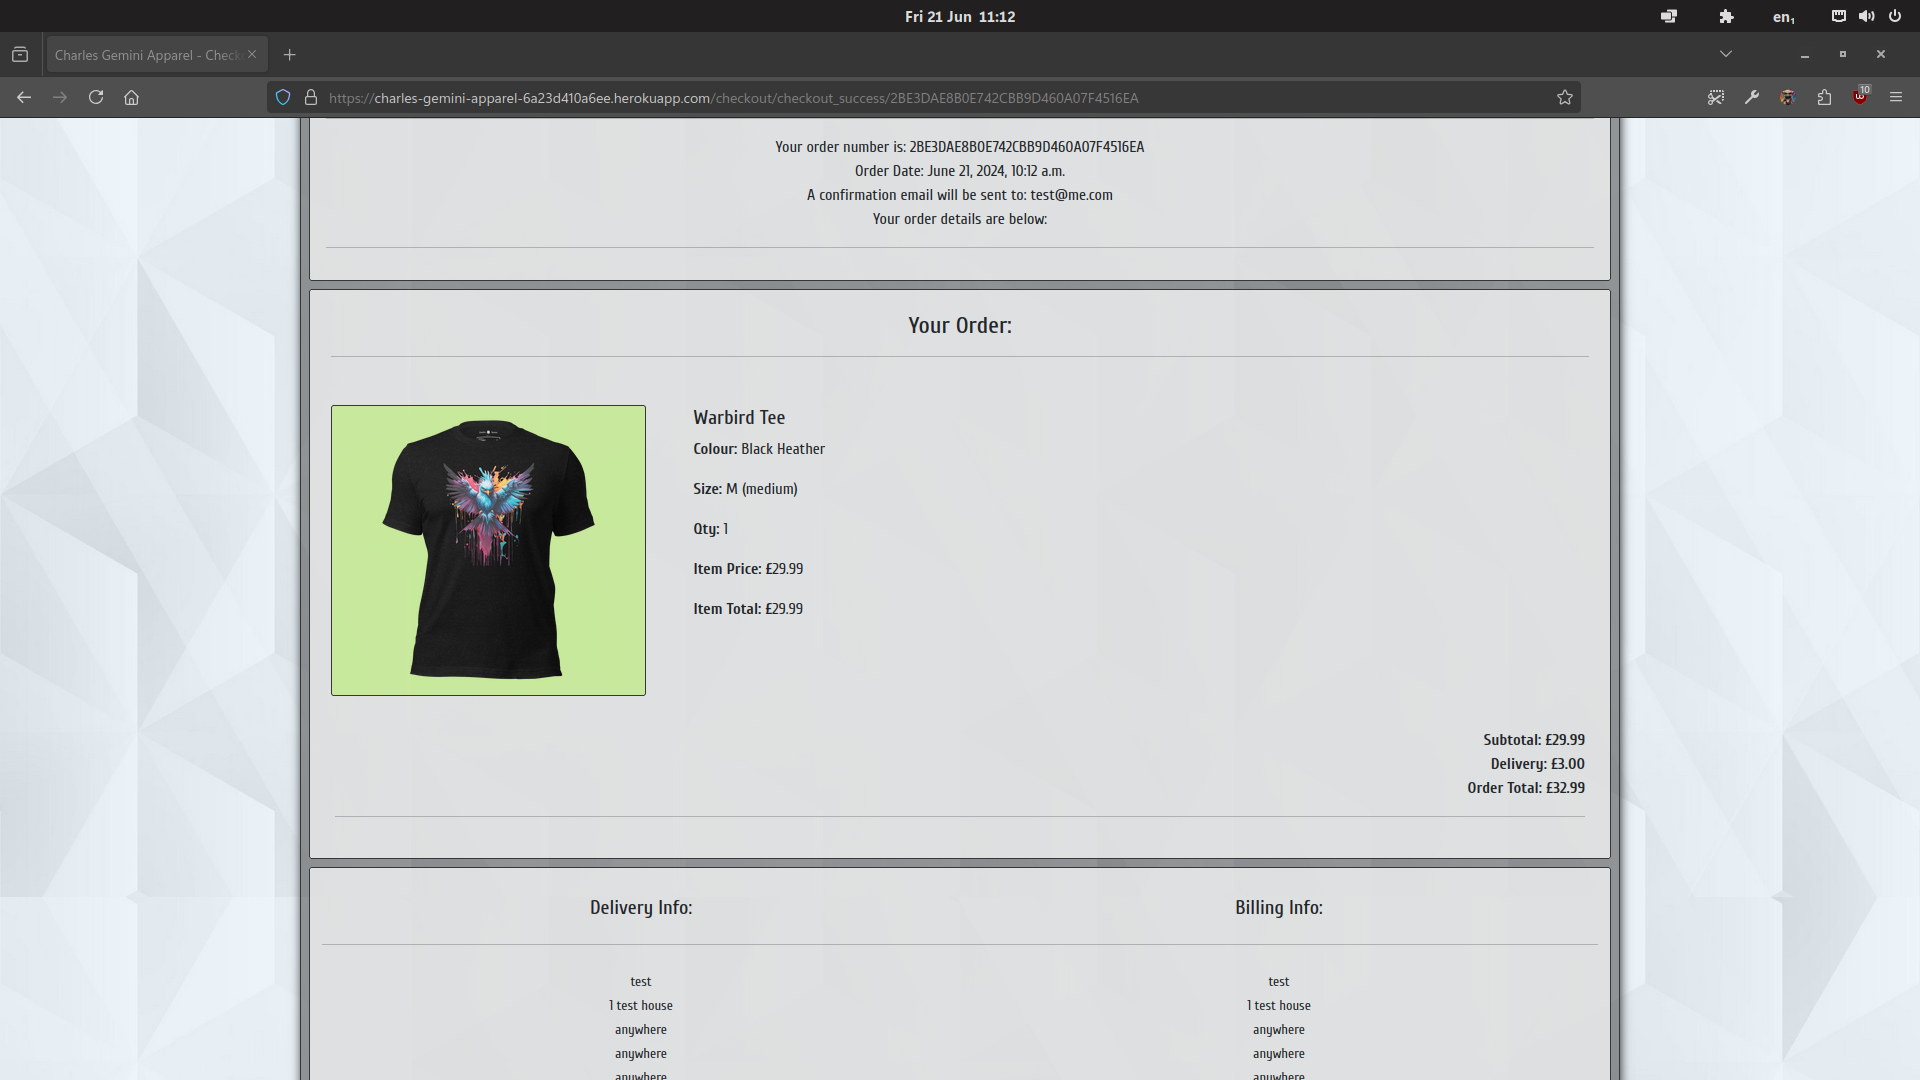 Fri 21 Jun 11:12
en₁
Charles Gemini Apparel - Check
https://charles-gemini-apparel-6a23d410a6ee.herokuapp.com/checkout/checkout_success/2BE3DAE8B0E742CBB9D460A07F4516EA
10
Your order number is: 2BE3DAE8B0E742CBB9D460A07F4516EA
Order Date: June 21, 2024, 10:12 a.m.
A confirmation email will be sent to: test@me.com
Your order details are below:
Your Order:
Warbird Tee
Colour: Black Heather
Size: M (medium)
Qty: 1
Item Price: £29.99
Item Total: £29.99
Subtotal: £29.99
Delivery: £3.00
Order Total: £32.99
Delivery Info:
Billing Info:
test
1 test house
anywhere
anywhere
anywhere
test
1 test house
anywhere
anywhere
anywhere